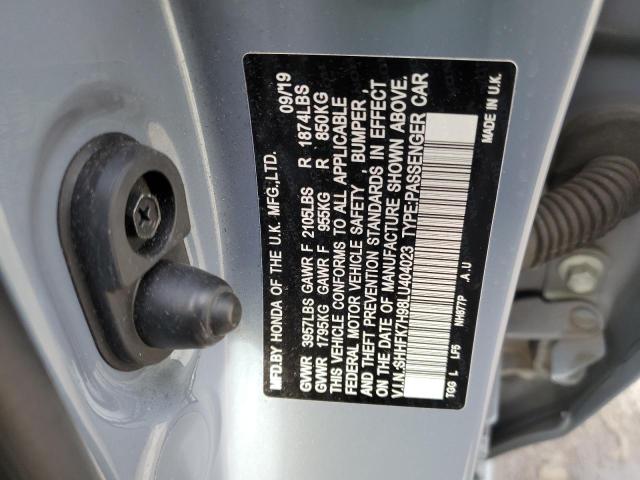 MFD.BY HONDA OF THE U.K. MFG.,LTD. 09/19
GVWR 3957LBS GAWR F 2105LBS R 1874LBS
GVWR 1795KG GAWR F 955KG R 850KG
THIS VEHICLE CONFORMS TO ALL APPLICABLE
FEDERAL MOTOR VEHICLE SAFETY , BUMPER ,
AND THEFT PREVENTION STANDARDS IN EFFECT
ON THE DATE OF MANUFACTURE SHOWN ABOVE.
V.I.N.:SHHFK7H98LU404023 TYPE:PASSENGER CAR
TGG L LF5 NH877P .A.U MADE IN U.K.